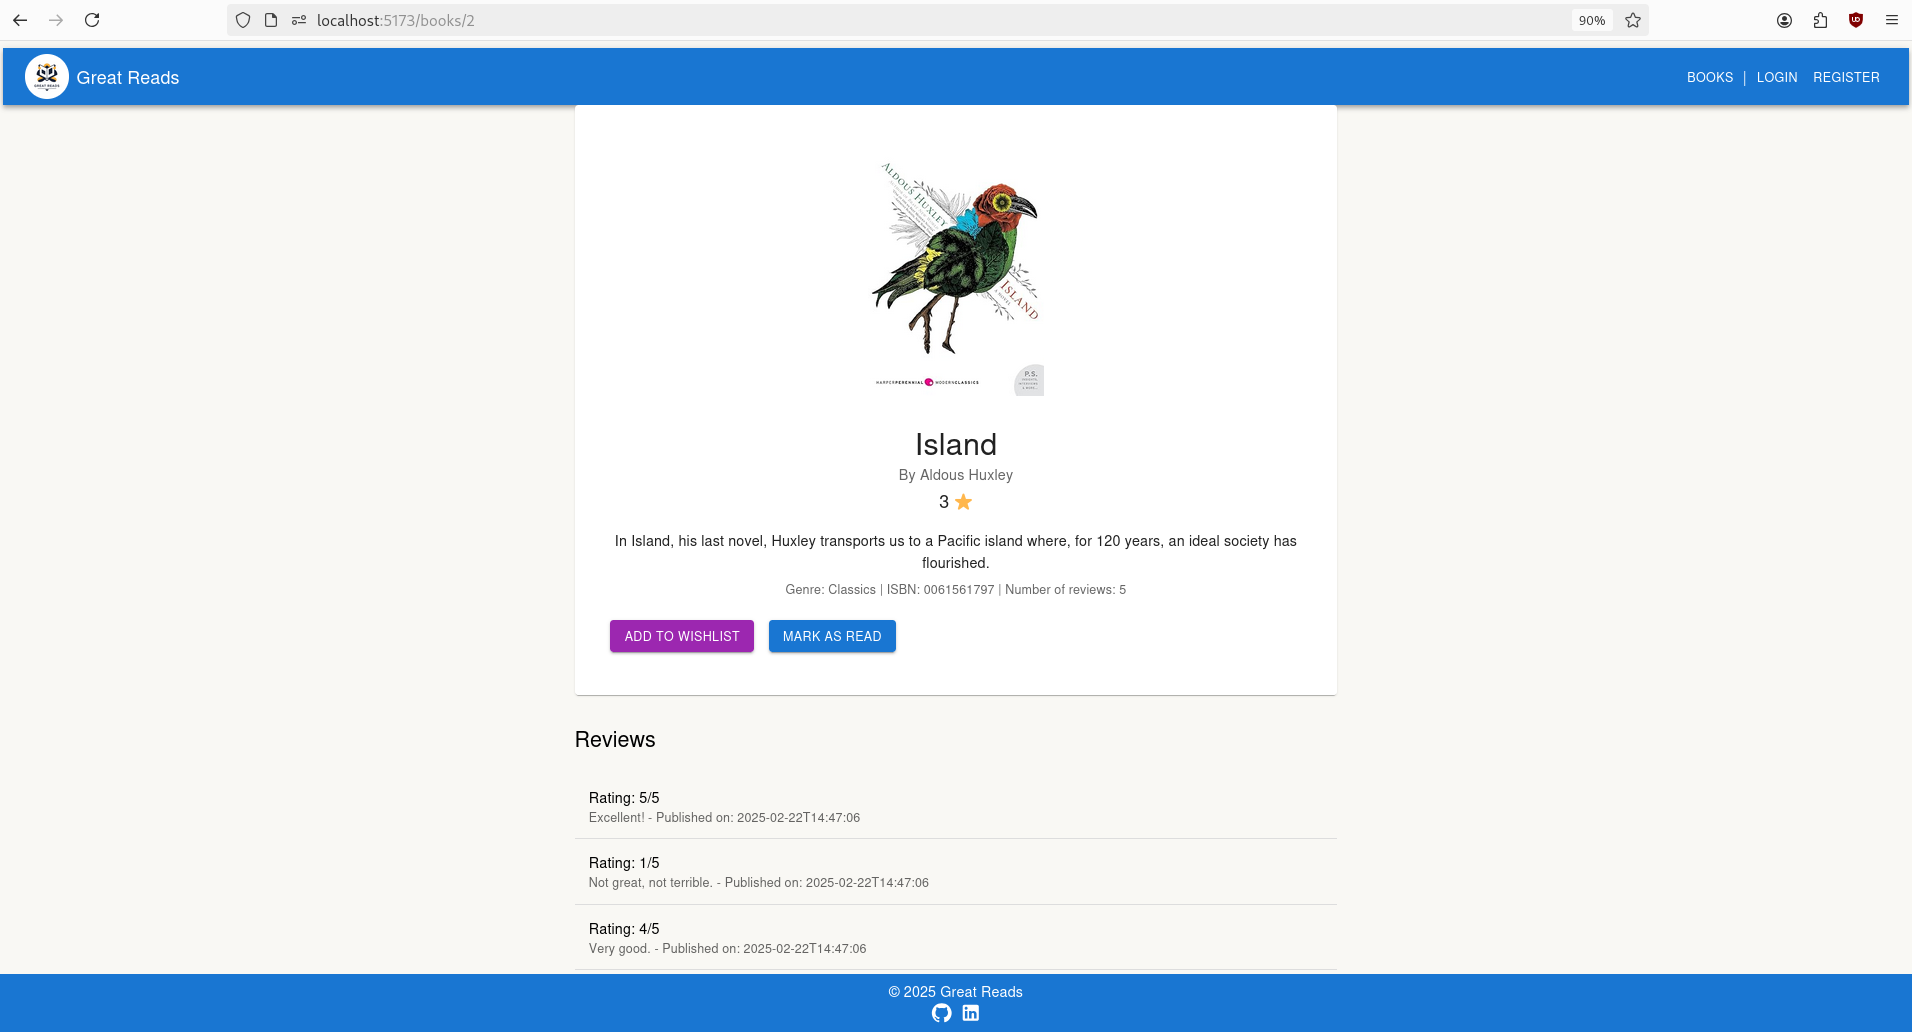 localhost:5173/books/2
90%
GREAT READS
Great Reads
BOOKS | LOGIN REGISTER
ALDOUS HUXLEY
ISLAND
A NOVEL
HARPERPERENNIAL MODERNCLASSICS
P.S.
Island
By Aldous Huxley
3
In Island, his last novel, Huxley transports us to a Pacific island where, for 120 years, an ideal society has
flourished.
Genre: Classics | ISBN: 0061561797 | Number of reviews: 5
ADD TO WISHLIST MARK AS READ
Reviews
Rating: 5/5
Excellent! - Published on: 2025-02-22T14:47:06
Rating: 1/5
Not great, not terrible. - Published on: 2025-02-22T14:47:06
Rating: 4/5
Very good. - Published on: 2025-02-22T14:47:06
© 2025 Great Reads